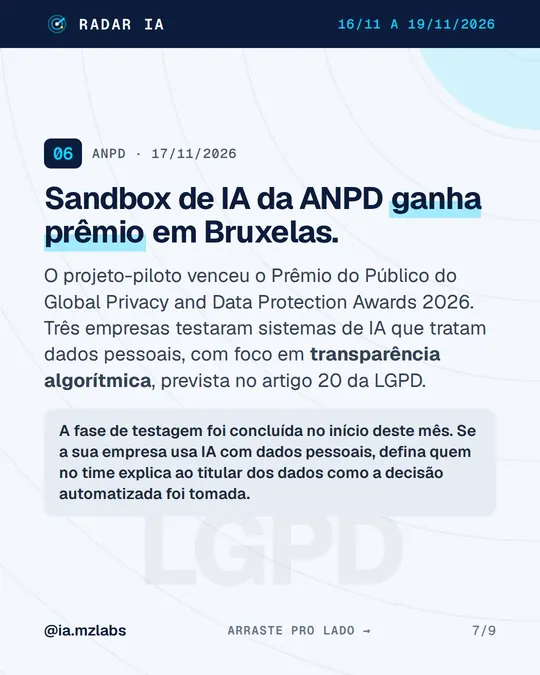 RADAR IA
16/11 A 19/11/2026
06
ANPD · 17/11/2026
Sandbox de IA da ANPD ganha
prêmio em Bruxelas.
O projeto-piloto venceu o Prêmio do Público do
Global Privacy and Data Protection Awards 2026.
Três empresas testaram sistemas de IA que tratam
dados pessoais, com foco em transparência
algorítmica, prevista no artigo 20 da LGPD.
A fase de testagem foi concluída no início deste mês. Se
a sua empresa usa IA com dados pessoais, defina quem
no time explica ao titular dos dados como a decisão
automatizada foi tomada.
LGPD
@ia.mzlabs
ARRASTE PRO LADO →
7/9